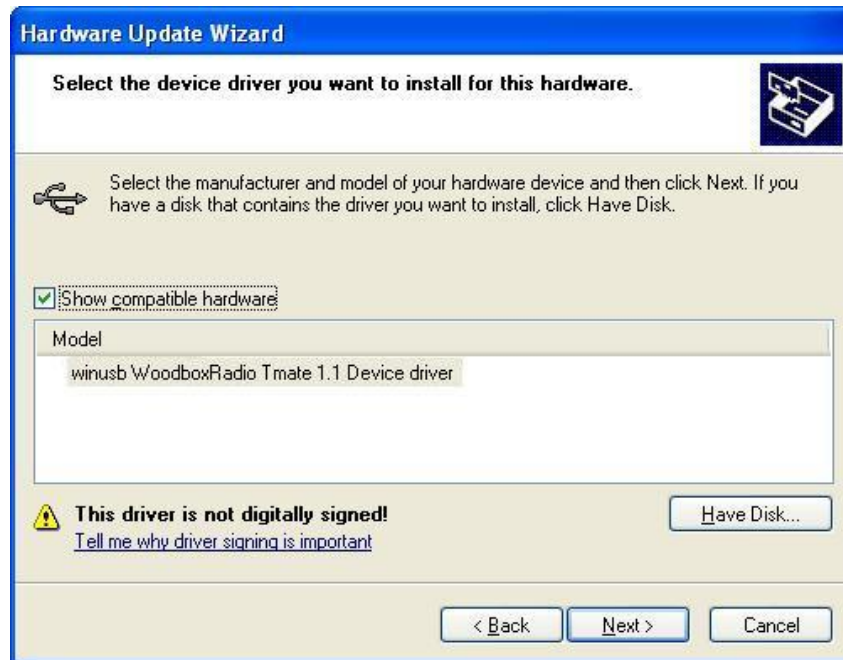 Hardware Update Wizard
Select the device driver you want to install for this hardware.
Select the manufacturer and model of your hardware device and then click Next. If you
have a disk that contains the driver you want to install, click Have Disk.
Show compatible hardware
Model
winusb WoodboxRadio Tmate 1.1 Device driver
This driver is not digitally signed!
Have Disk...
Tell me why driver signing is important
< Back
Next >
Cancel